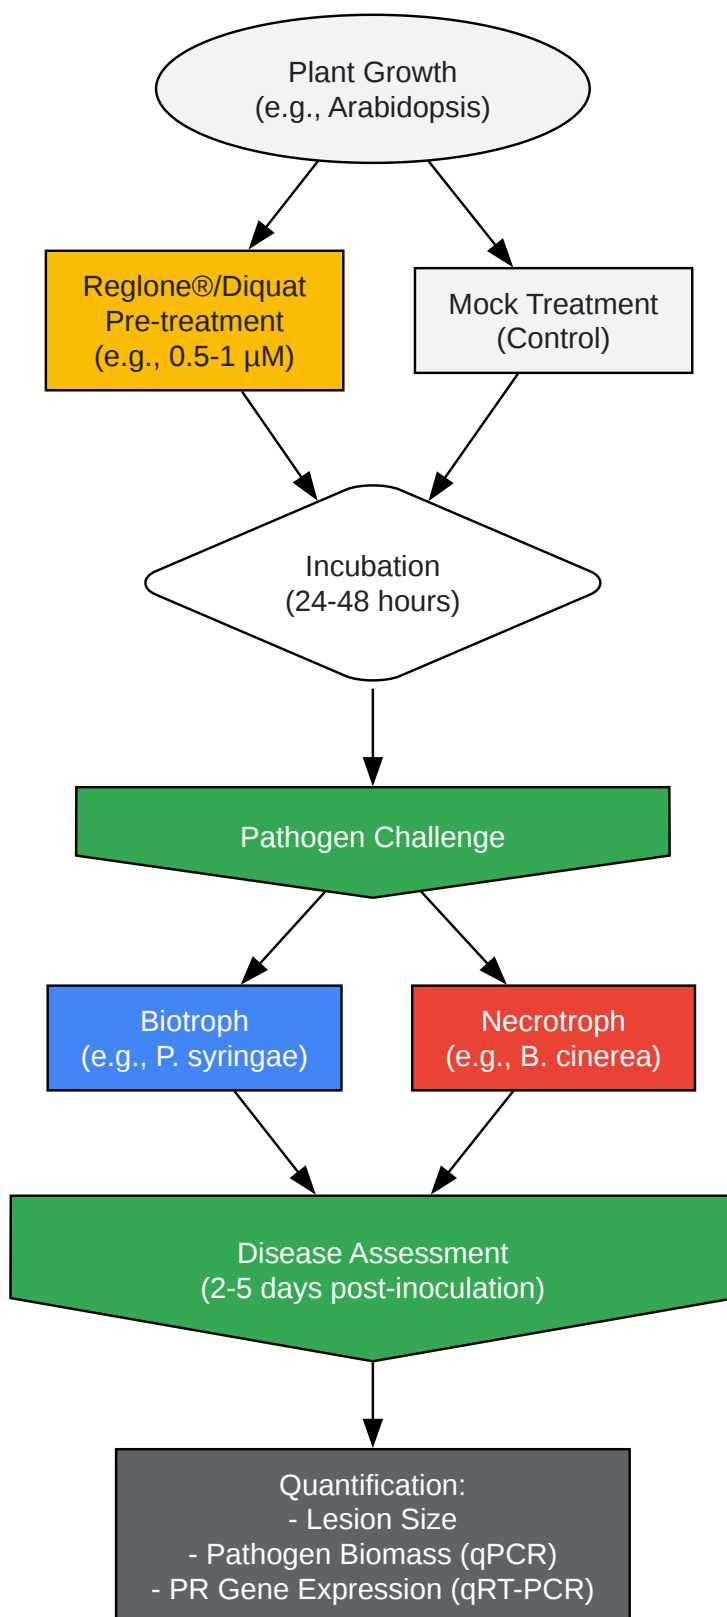 Plant Growth
(e.g., Arabidopsis)
Reglone®/Diquat
Pre-treatment
(e.g., 0.5-1 µM)
Mock Treatment
(Control)
Incubation
(24-48 hours)
Pathogen Challenge
Biotroph
(e.g., P. syringae)
Necrotroph
(e.g., B. cinerea)
Disease Assessment
(2-5 days post-inoculation)
Quantification:
- Lesion Size
- Pathogen Biomass (qPCR)
- PR Gene Expression (qRT-PCR)